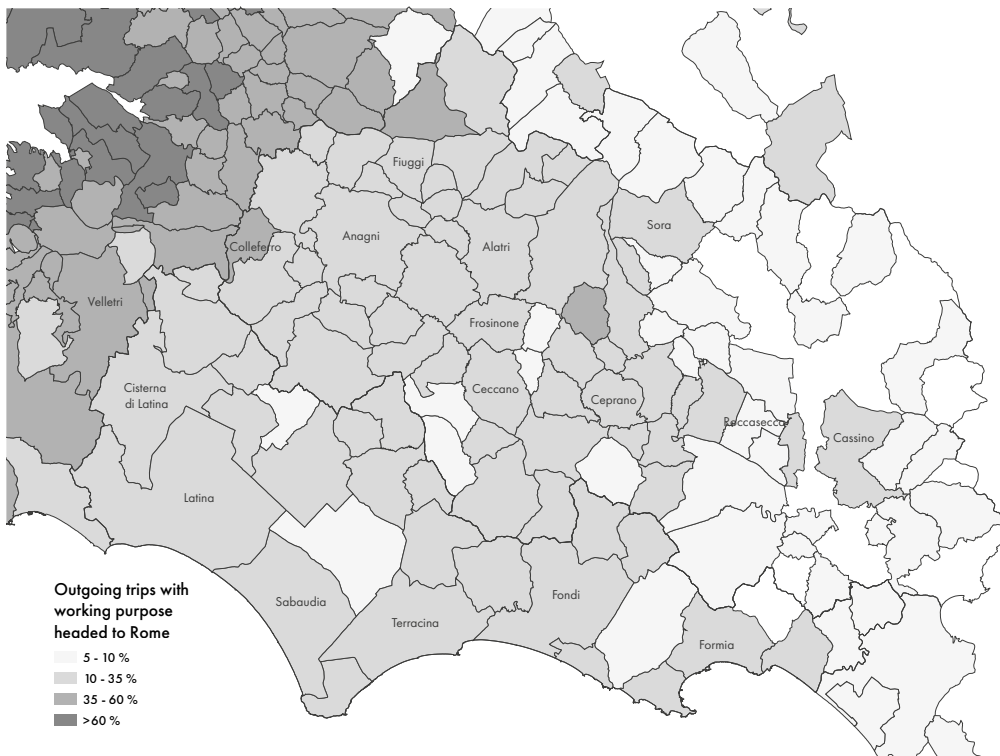 Fiuggi
Sora
Anagni
Colleferro
Alatri
Velletri
Frosinone
Cisterna
di Latina
Ceccano
Ceprano
Roccasecca
Cassino
Latina
Sabaudia
Fondi
Terracina
Formia
Outgoing trips with
working purpose
headed to Rome
5 - 10 %
10 - 35 %
35 - 60 %
>60 %